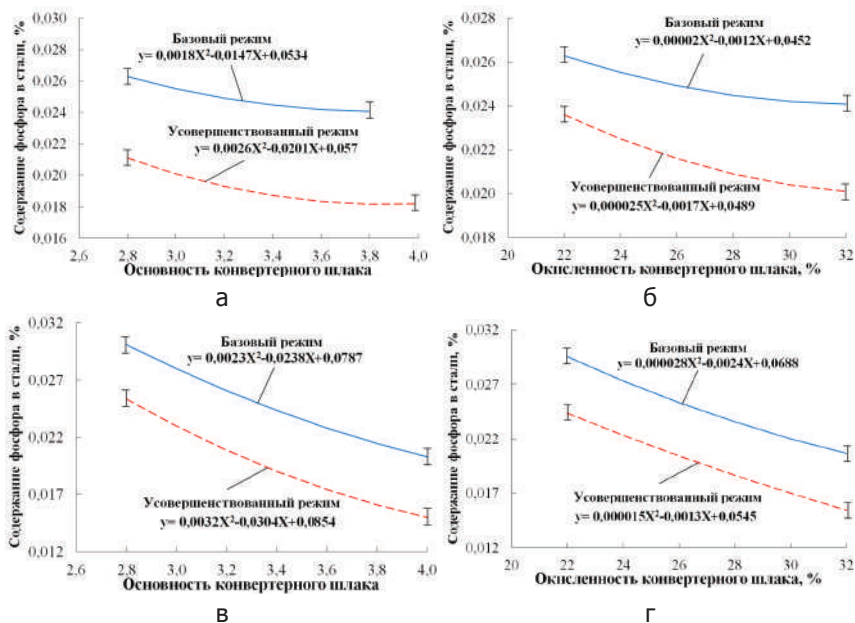 Содержание фосфора в стали, %
0,030
0,028
0,026
0,024
0,022
0,020
0,018
0,016
Базовый режим
y= 0,0018X²-0,0147X+0,0534
Усовершенствованный режим
y= 0,0026X²-0,0201X+0,057
2,6 2,8 3,0 3,2 3,4 3,6 3,8 4,0
Основность конвертерного шлака
а
Содержание фосфора в стали, %
0,028
0,026
0,024
0,022
0,020
0,018
Базовый режим
y= 0,00002X²-0,0012X+0,0452
Усовершенствованный режим
y= 0,000025X²-0,0017X+0,0489
20 22 24 26 28 30 32
Окисленность конвертерного шлака, %
б
Содержание фосфора в стали, %
0,032
0,027
0,022
0,017
0,012
Базовый режим
y= 0,0023X²-0,0238X+0,0787
Усовершенствованный режим
y= 0,0032X²-0,0304X+0,0854
2,6 2,8 3,0 3,2 3,4 3,6 3,8 4,0
Основность конвертерного шлака
в
Содержание фосфора в стали, %
0,032
0,027
0,022
0,017
0,012
Базовый режим
y = 0,000028X²-0,0024X+0,0688
Усовершенствованный режим
y = 0,000015X²-0,0013X+0,0545
20 22 24 26 28 30 32
Окисленность конвертерного шлака, %
г